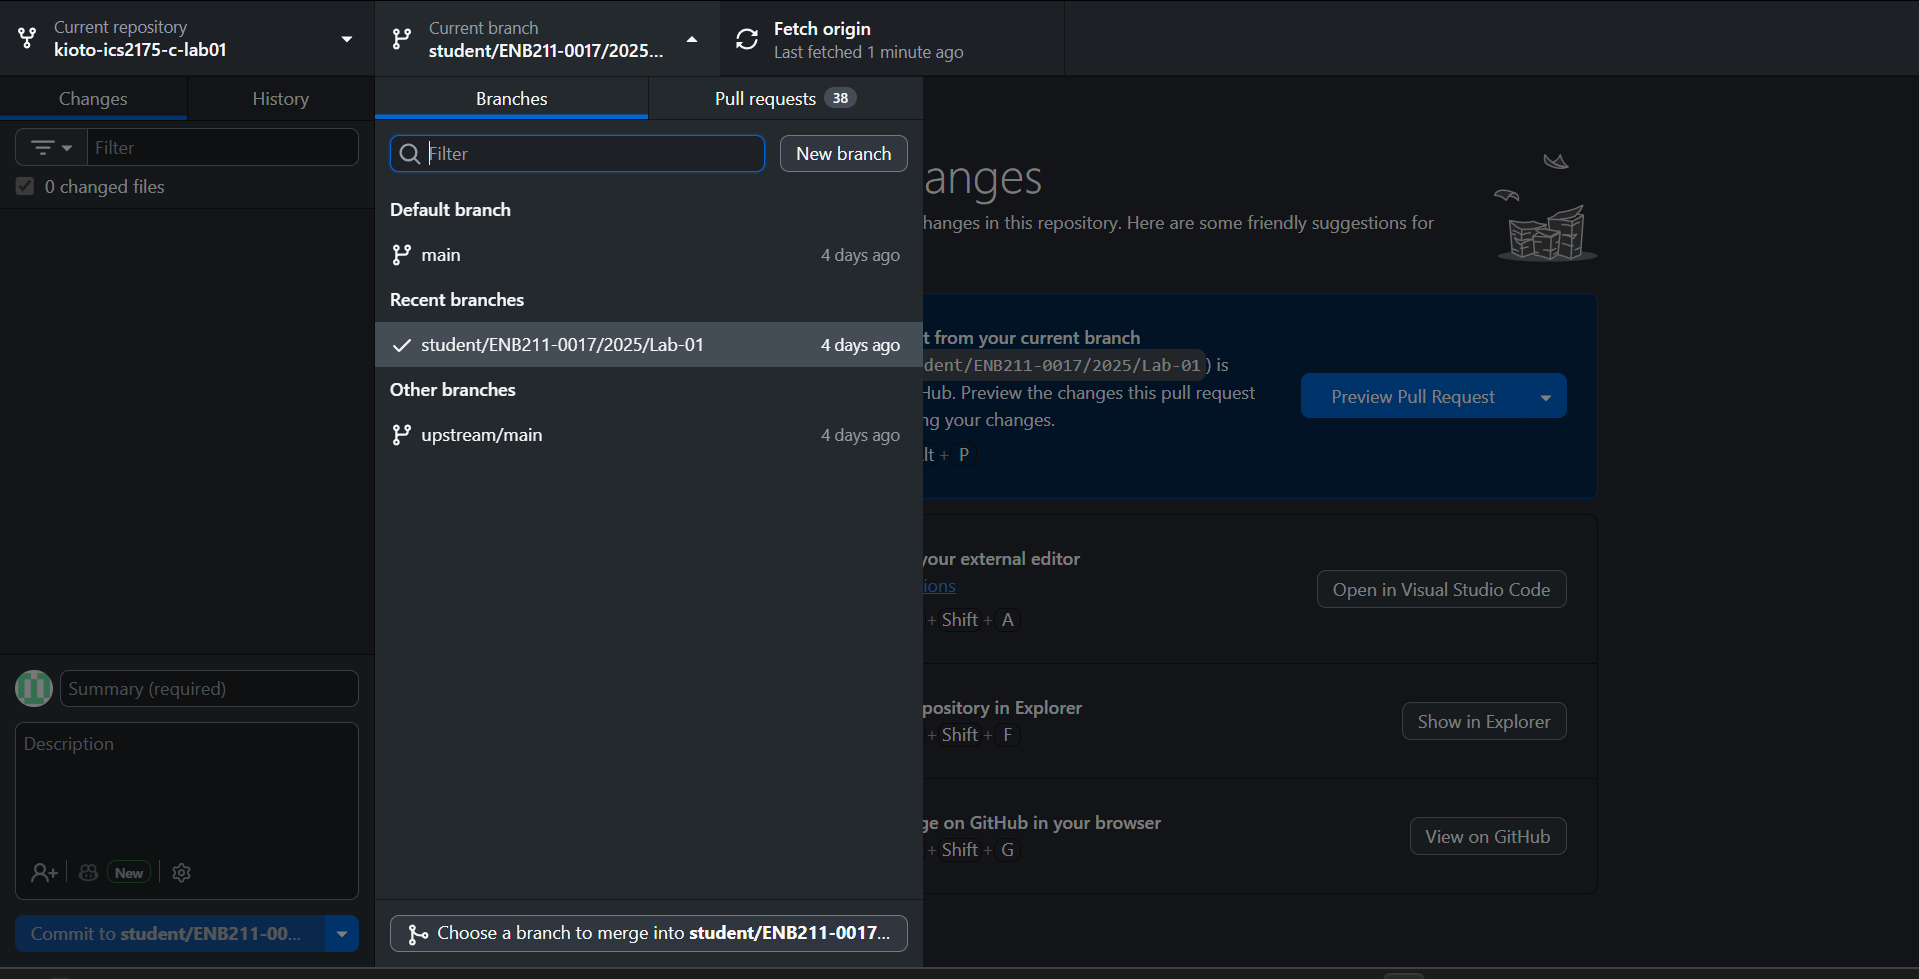 Current repository
kioto-ics2175-c-lab01
Current branch
student/ENB211-0017/2025...
Fetch origin
Last fetched 1 minute ago
Changes
History
Branches
Pull requests 38
Filter
0 changed files
Filter
New branch
Default branch
main 4 days ago
Recent branches
student/ENB211-0017/2025/Lab-01 4 days ago
Other branches
upstream/main 4 days ago
Choose a branch to merge into student/ENB211-0017...
anges
hanges in this repository. Here are some friendly suggestions for
t from your current branch
dent/ENB211-0017/2025/Lab-01 ) is
Hub. Preview the changes this pull request
ng your changes.
lt + P
Preview Pull Request
your external editor
ions
+ Shift + A
Open in Visual Studio Code
pository in Explorer
+ Shift + F
Show in Explorer
ge on GitHub in your browser
+ Shift + G
View on GitHub
Summary (required)
Description
New
Commit to student/ENB211-00...